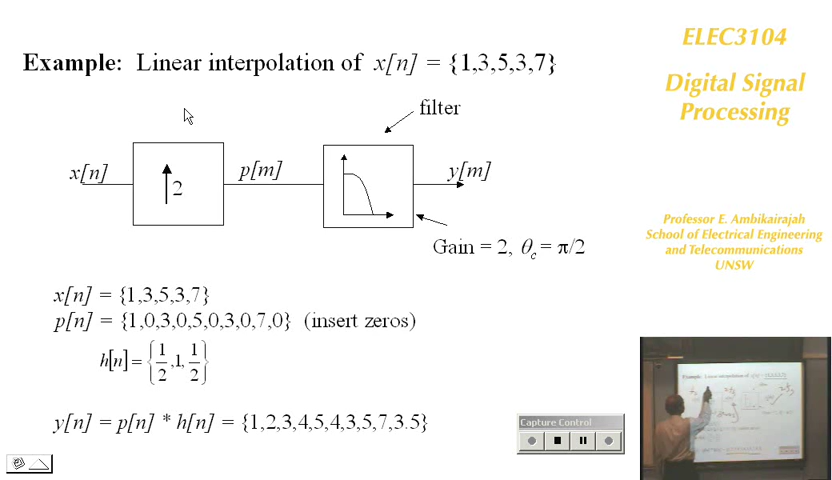 Example: Linear interpolation of x[n] = {1,3,5,3,7}
filter
x[n]
2
p[m]
y[m]
Gain = 2, θc = π/2
x[n] = {1,3,5,3,7}
p[n] = {1,0,3,0,5,0,3,0,7,0} (insert zeros)
h[n] = {1/2, 1, 1/2}
y[n] = p[n] * h[n] = {1,2,3,4,5,4,3,5,7,3.5}
ELEC3104
Digital Signal
Processing
Professor E. Ambikairajah
School of Electrical Engineering
and Telecommunications
UNSW
Capture Control